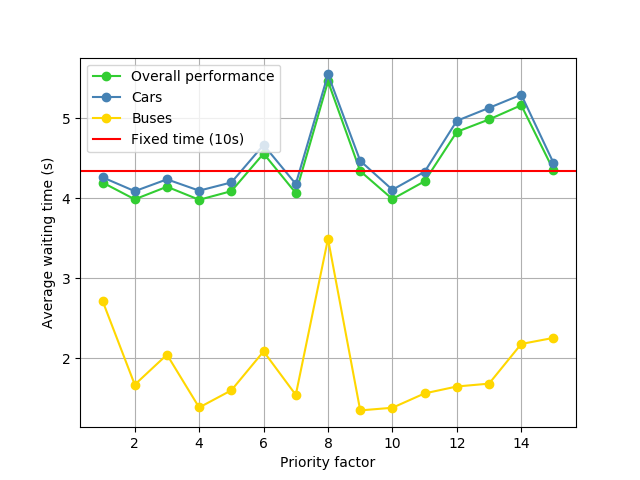 Overall performance
Cars
Buses
Fixed time (10s)
5
4
3
2
Average waiting time (s)
2 4 6 8 10 12 14
Priority factor